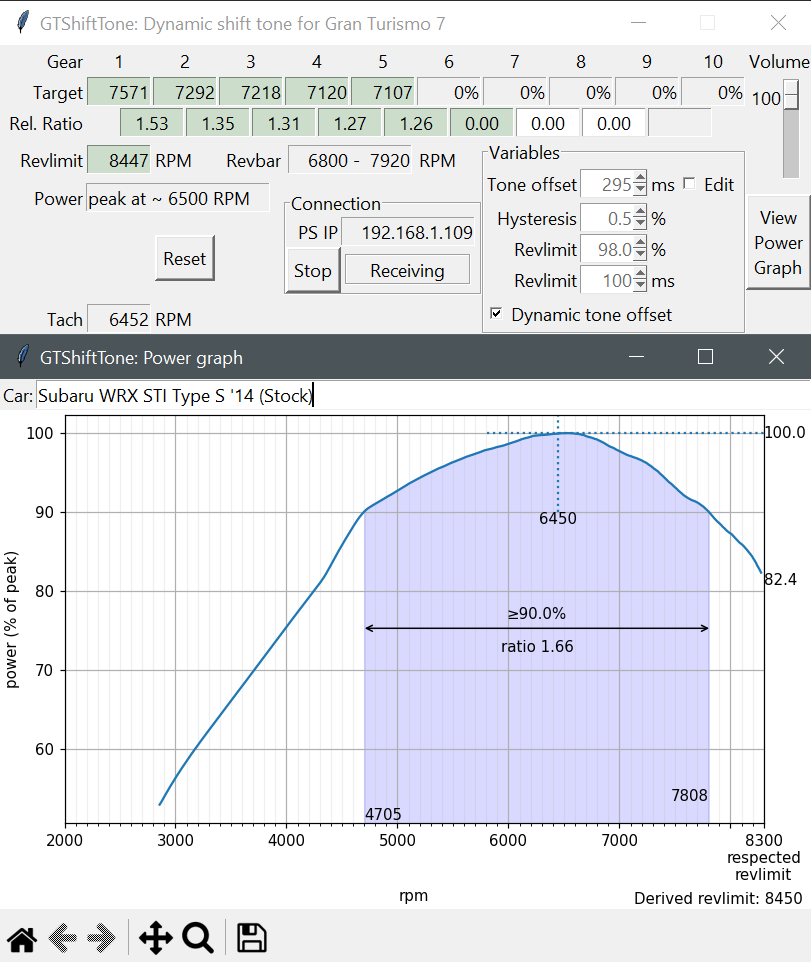 GTShiftTone: Dynamic shift tone for Gran Turismo 7
Gear 1 2 3 4 5 6 7 8 9 10 Volume
Target 7571 7292 7218 7120 7107 0% 0% 0% 0% 0% 100
Rel. Ratio 1.53 1.35 1.31 1.27 1.26 0.00 0.00 0.00
Revlimit 8447 RPM Revbar 6800 - 7920 RPM
Variables
Tone offset 295 ms Edit
Power peak at ~ 6500 RPM
Connection
Hysteresis 0.5 %
PS IP 192.168.1.109
Revlimit 98.0 %
Reset
Stop Receiving
Revlimit 100 ms
View
Power
Graph
Tach 6452 RPM
Dynamic tone offset
GTShiftTone: Power graph
Car: Subaru WRX STI Type S '14 (Stock)
100
100.0
90
6450
80
82.4
≥90.0%
ratio 1.66
70
60
7808
4705
power (% of peak)
2000 3000 4000 5000 6000 7000 8300
respected
revlimit
rpm
Derived revlimit: 8450